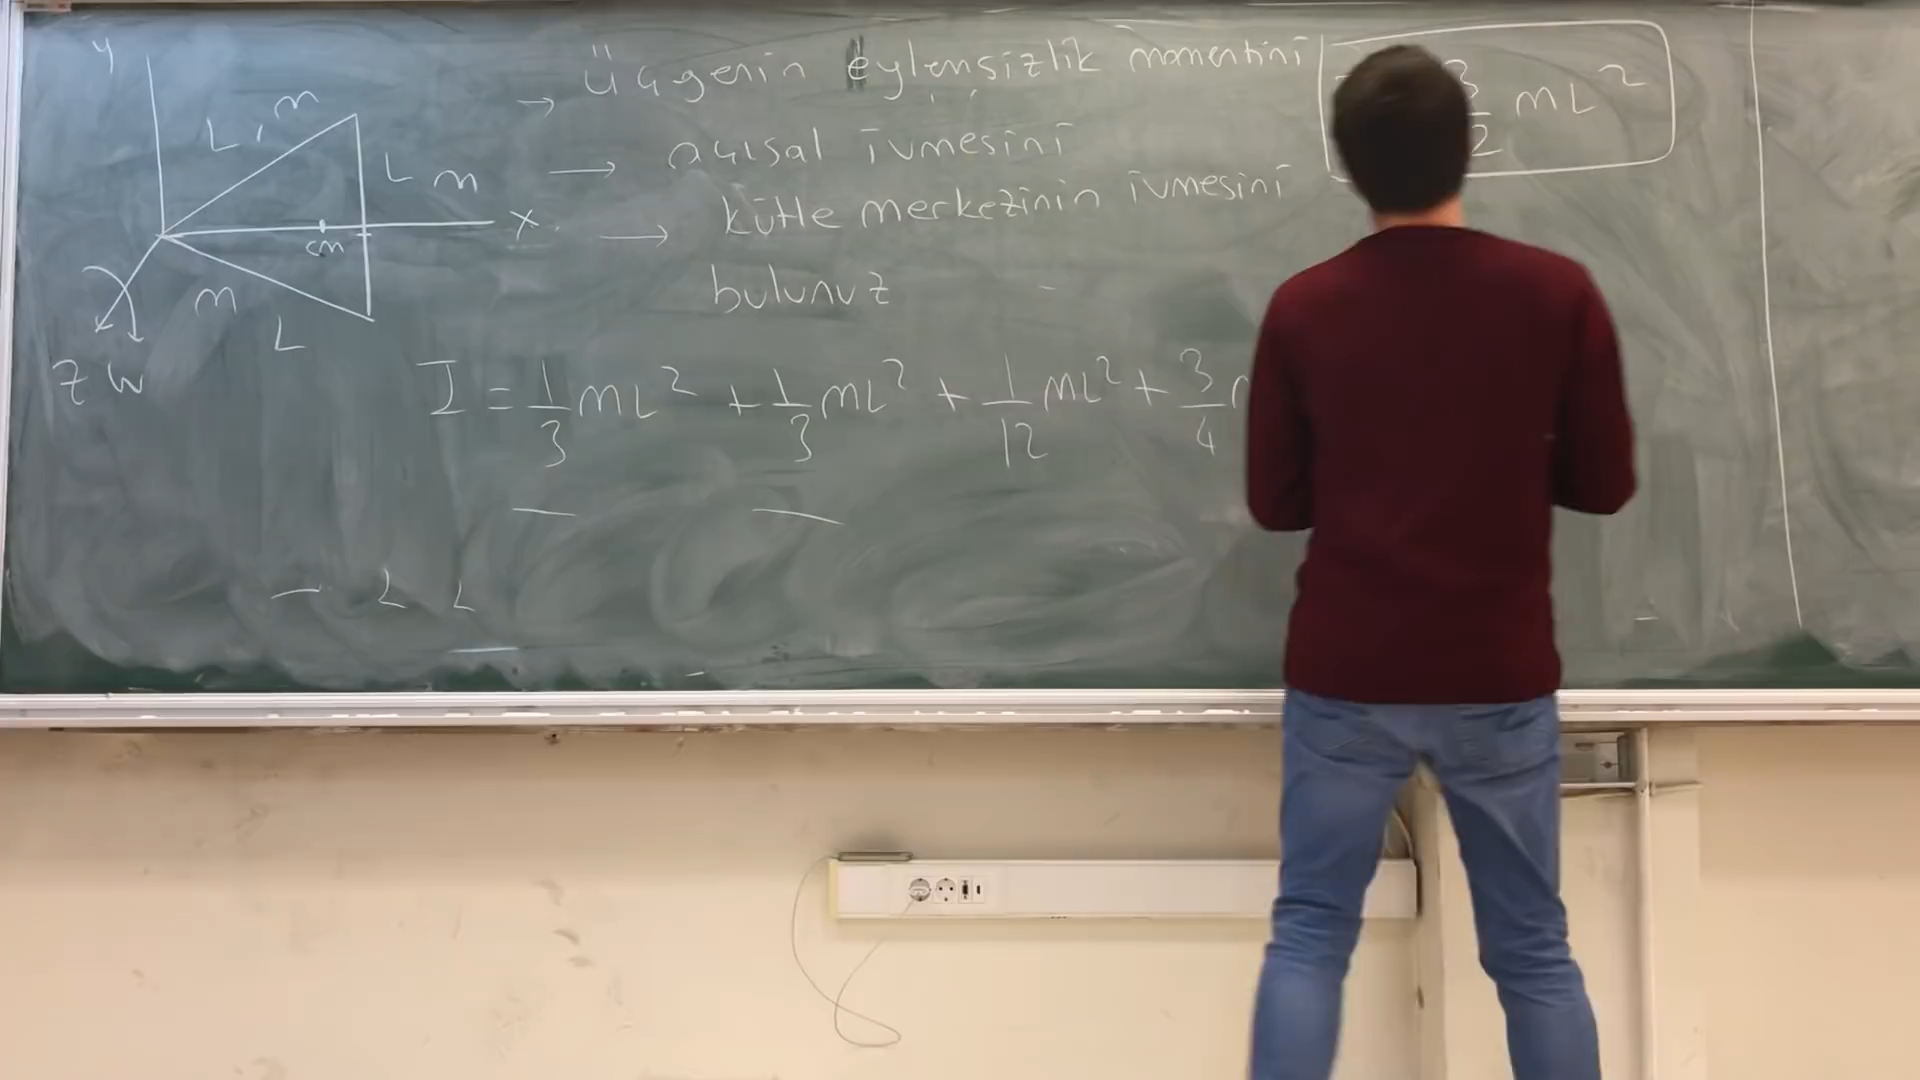 y
L, m
L m
x
cm
m
L
z w
→ üçgenin eylemsizlik momentini
→ açısal ivmesini
→ kütle merkezinin ivmesini
bulunuz
3/2 mL²
I = 1/3 mL² + 1/3 mL² + 1/12 mL² + 3/4